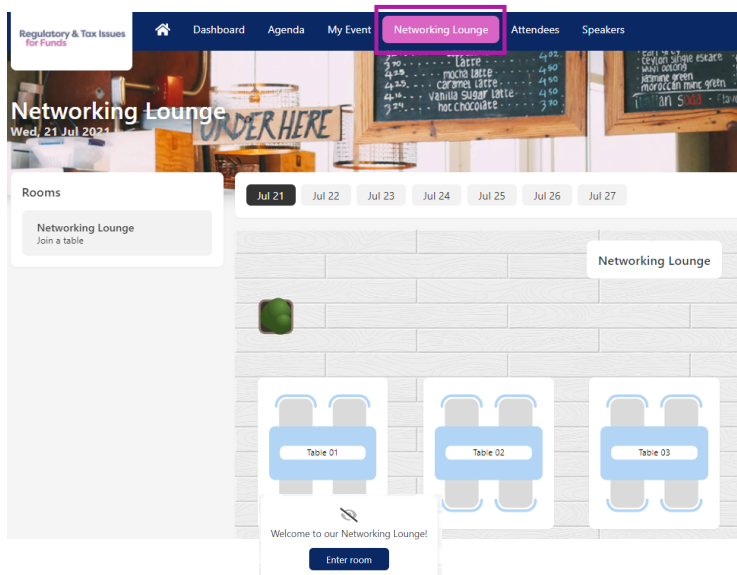 Regulatory & Tax Issues
for Funds
Dashboard Agenda My Event Networking Lounge Attendees Speakers
Latte
mocha latte 4
caramel latte
vanilla sugar latte
hot chocolate
ceylon single estate
jasmine green
moroccan mint green
ORDER HERE
Networking Lounge
Wed, 21 Jul 2021
Rooms
Networking Lounge
Join a table
Jul 21 Jul 22 Jul 23 Jul 24 Jul 25 Jul 26 Jul 27
Networking Lounge
Table 01 Table 02 Table 03
Welcome to our Networking Lounge!
Enter room